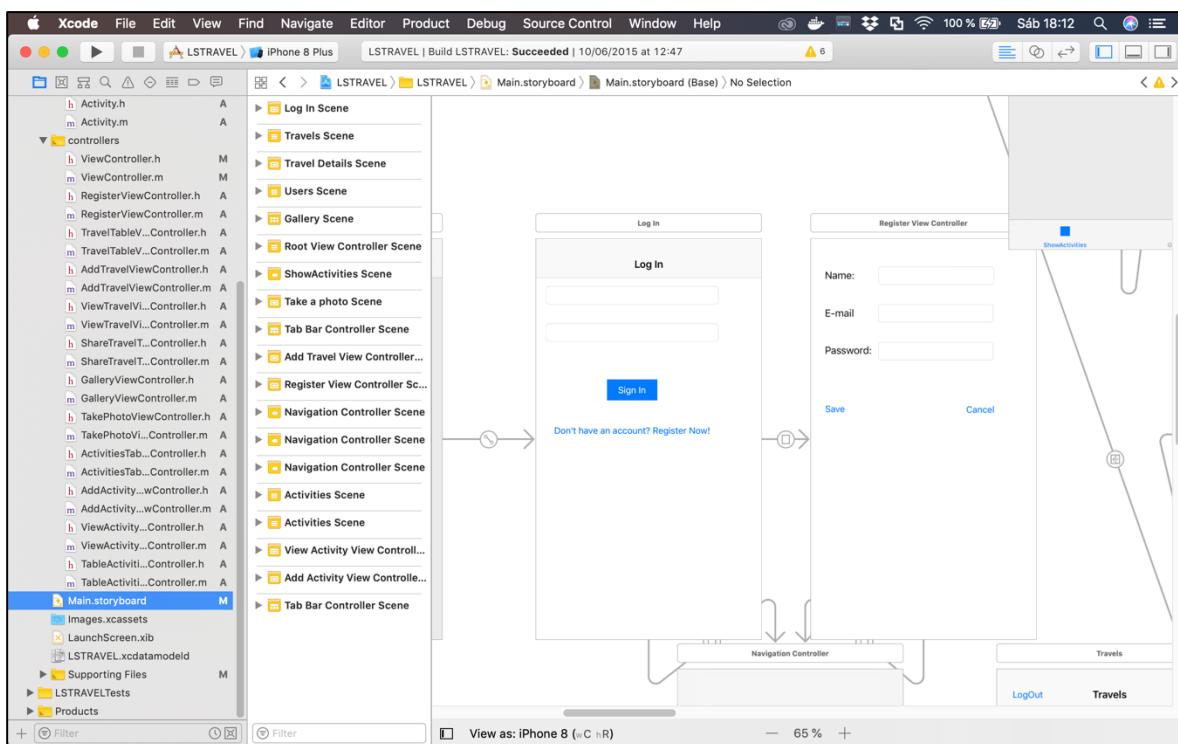 Xcode File Edit View Find Navigate Editor Product Debug Source Control Window Help 100 % Sáb 18:12
LSTRAVEL iPhone 8 Plus LSTRAVEL | Build LSTRAVEL: Succeeded | 10/06/2015 at 12:47 6
LSTRAVEL LSTRAVEL Main.storyboard Main.storyboard (Base) No Selection
h Activity.h A
m Activity.m A
controllers
h ViewController.h M
m ViewController.m M
h RegisterViewController.h A
m RegisterViewController.m A
h TravelTableV...Controller.h A
m TravelTableV...Controller.m A
h AddTravelViewController.h A
m AddTravelViewController.m A
h ViewTravelVi...Controller.h A
m ViewTravelVi...Controller.m A
h ShareTravelT...Controller.h A
m ShareTravelT...Controller.m A
h GalleryViewController.h A
m GalleryViewController.m A
h TakePhotoViewController.h A
m TakePhotoVi...Controller.m A
h ActivitiesTab...Controller.h A
m ActivitiesTab...Controller.m A
h AddActivity...wController.h A
m AddActivity...wController.m A
h ViewActivity...Controller.h A
m ViewActivity...Controller.m A
h TableActiviti...Controller.h A
m TableActiviti...Controller.m A
Main.storyboard M
Images.xcassets
LaunchScreen.xib
LSTRAVEL.xcdatamodeld
Supporting Files M
LSTRAVELTests
Products
Filter
Log In Scene
Travels Scene
Travel Details Scene
Users Scene
Gallery Scene
Root View Controller Scene
ShowActivities Scene
Take a photo Scene
Tab Bar Controller Scene
Add Travel View Controller...
Register View Controller Sc...
Navigation Controller Scene
Navigation Controller Scene
Navigation Controller Scene
Activities Scene
Activities Scene
View Activity View Controll...
Add Activity View Controlle...
Tab Bar Controller Scene
Filter
Log In
Log In
Sign In
Don't have an account? Register Now!
Register View Controller
Name:
E-mail
Password:
Save Cancel
ShowActivities
Navigation Controller
Travels
LogOut Travels
View as: iPhone 8 (wC hR) 65 %